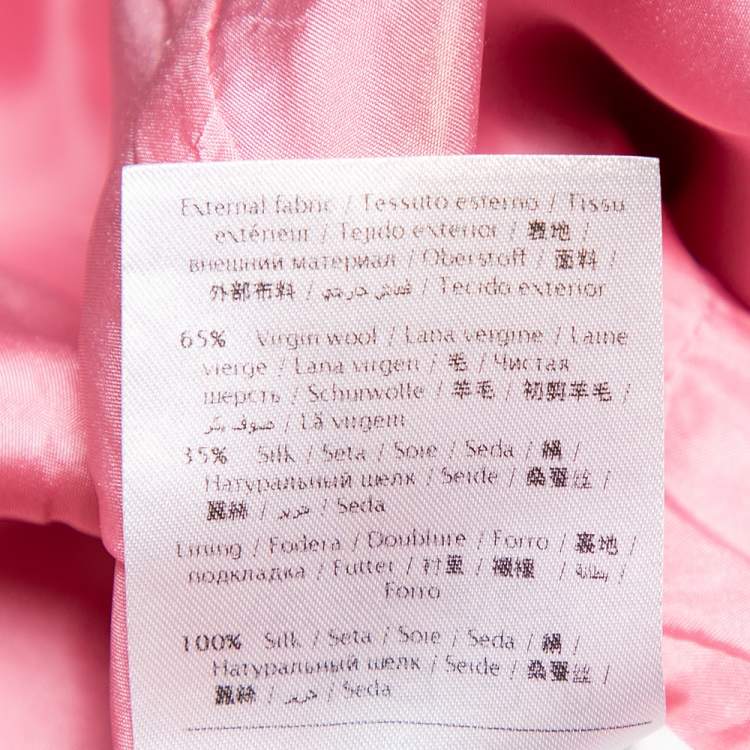 External fabric / Tessuto esterno / Tissu
extérieur / Tejido exterior / 表地 /
внешний материал / Oberstoff / 面料 /
外部布料 / قماش خارجي / Tecido exterior
65% Virgin wool / Lana vergine / Laine
vierge / Lana virgen / 毛 / Чистая
шерсть / Schurwolle / 羊毛 / 初剪羊毛 /
صوف بكر / Lã virgem
35% Silk / Seta / Soie / Seda / 絹 /
Натуральный шелк / Seide / 桑蚕丝 /
蠶絲 / حرير / Seda
Lining / Fodera / Doublure / Forro / 裏地 /
подкладка / Futter / 衬里 / 襯裡 / بطانة /
Forro
100% Silk / Seta / Soie / Seda / 絹 /
Натуральный шелк / Seide / 桑蚕丝 /
蠶絲 / حرير / Seda